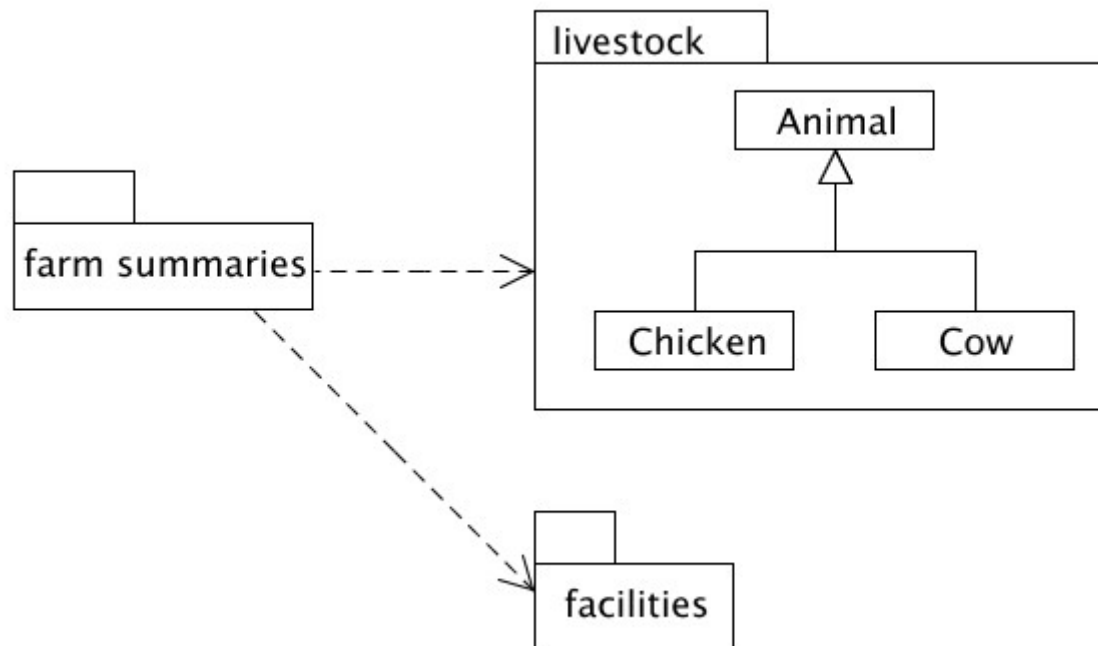 livestock
Animal
farm summaries
Chicken
Cow
facilities